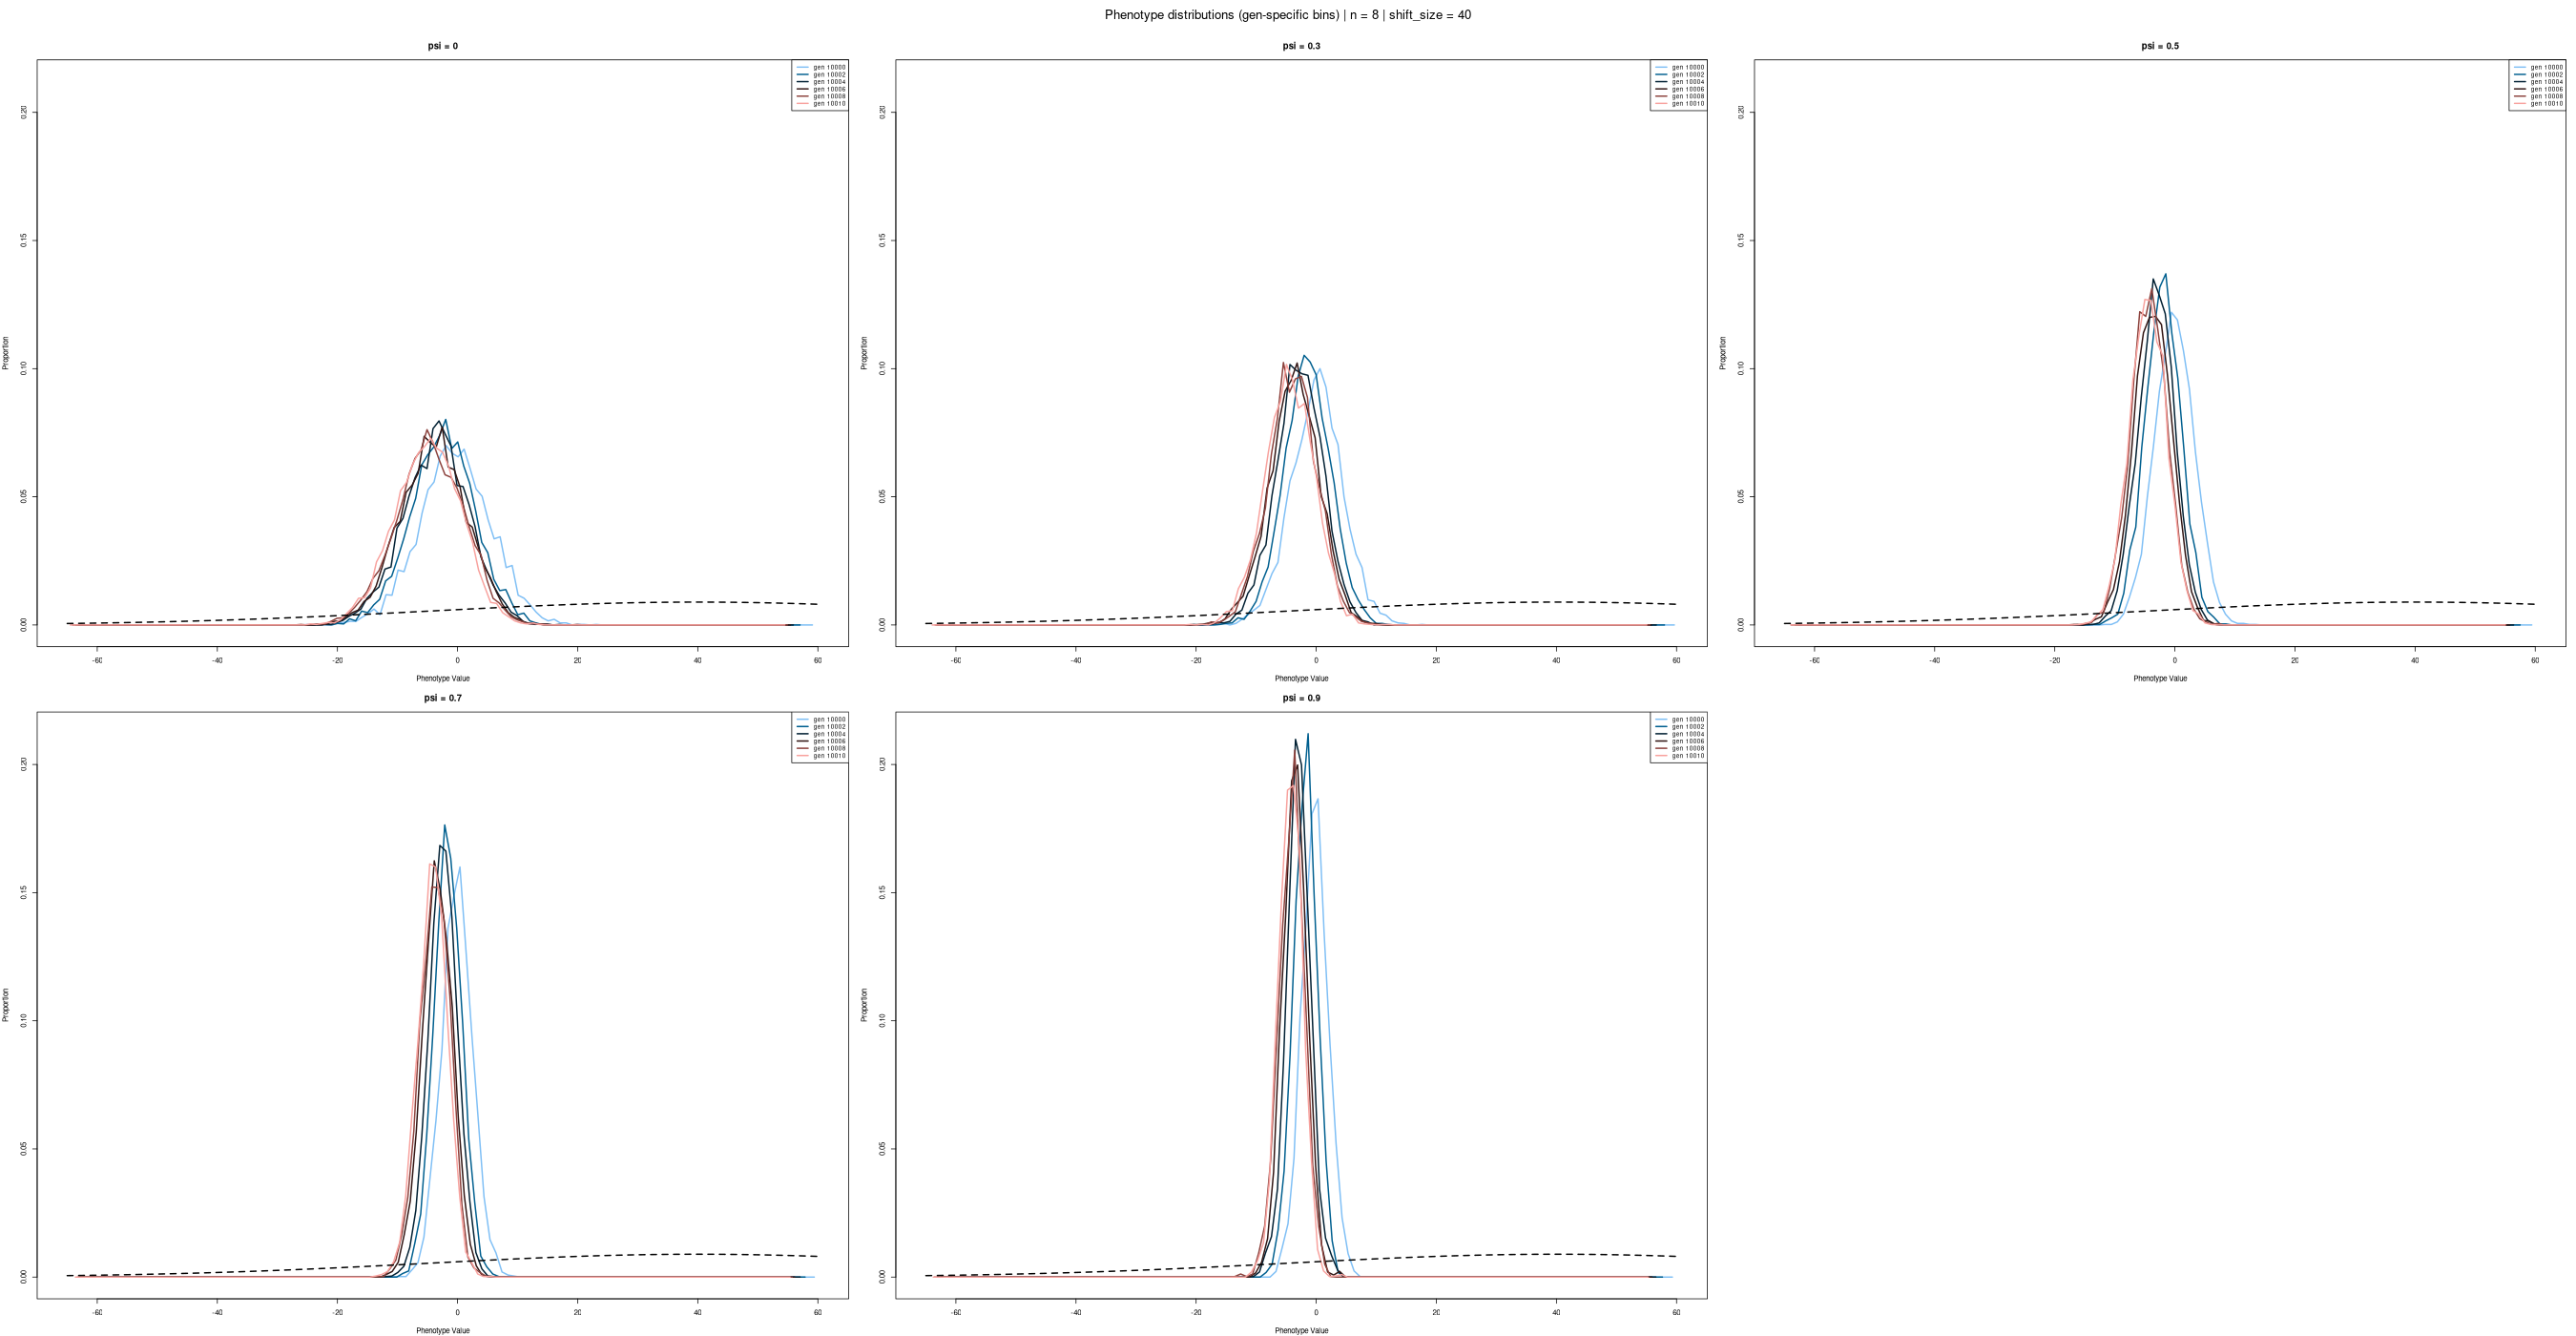 Phenotype distributions (gen-specific bins) | n = 8 | shift_size = 40
psi = 0
gen 10000
gen 10002
gen 10004
gen 10006
gen 10008
gen 10010
Proportion
0.20
0.15
0.10
0.05
0.00
-60 -40 -20 0 20 40 60
Phenotype Value
psi = 0.3
gen 10000
gen 10002
gen 10004
gen 10006
gen 10008
gen 10010
Proportion
0.20
0.15
0.10
0.05
0.00
-60 -40 -20 0 20 40 60
Phenotype Value
psi = 0.5
gen 10000
gen 10002
gen 10004
gen 10006
gen 10008
gen 10010
Proportion
0.20
0.15
0.10
0.05
0.00
-60 -40 -20 0 20 40 60
Phenotype Value
psi = 0.7
gen 10000
gen 10002
gen 10004
gen 10006
gen 10008
gen 10010
Proportion
0.20
0.15
0.10
0.05
0.00
-60 -40 -20 0 20 40 60
Phenotype Value
psi = 0.9
gen 10000
gen 10002
gen 10004
gen 10006
gen 10008
gen 10010
Proportion
0.20
0.15
0.10
0.05
0.00
-60 -40 -20 0 20 40 60
Phenotype Value